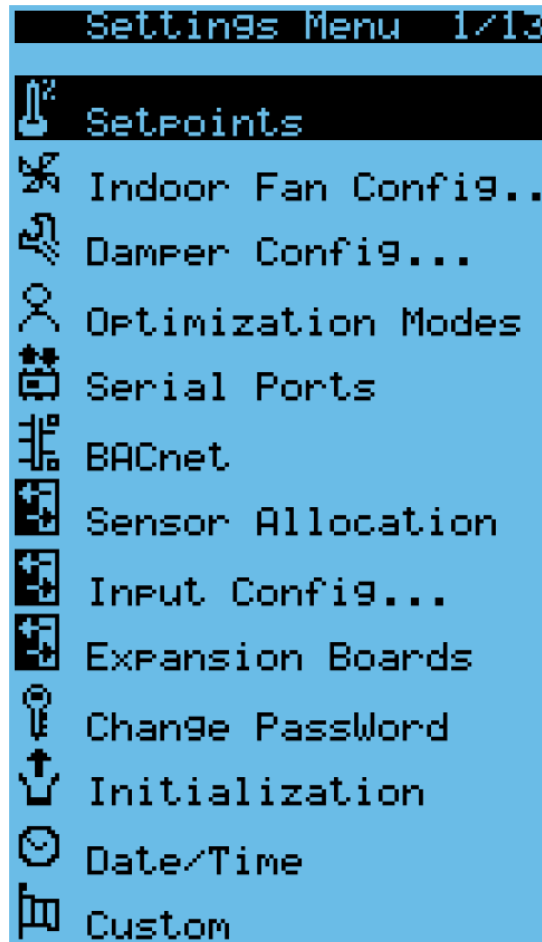 Settings Menu 1/13
Setpoints
Indoor Fan Config..
Damper Config...
Optimization Modes
Serial Ports
BACnet
Sensor Allocation
Input Config...
Expansion Boards
Change PassWord
Initialization
Date/Time
Custom